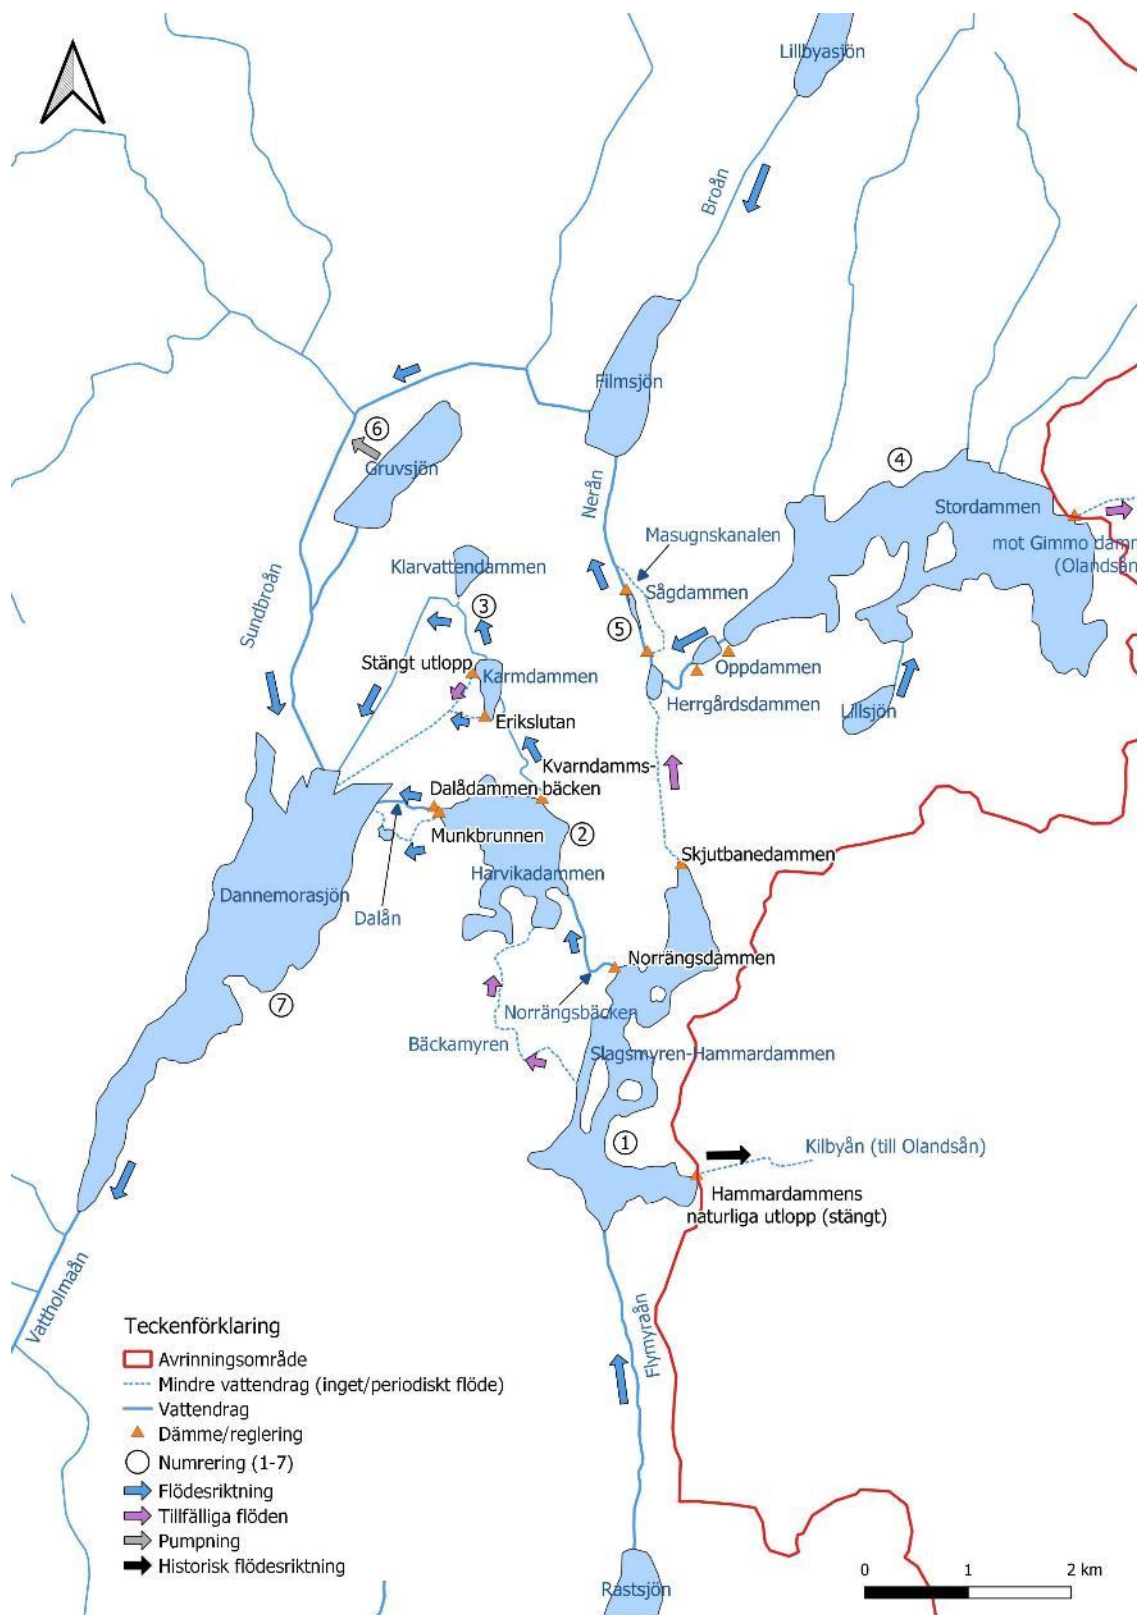 Lillbyasjön
Broån
Filmsjön
6
Gruvsjön
4
Stordammen
Nerån
Masugnskanalen
mot Gimmo damm
(Olandsån
Klarvattendammen
Sågdammen
3
5
Sundbroån
Stängt utlopp
Karmdammen
Oppdammen
Herrgårdsdammen
Lillsjön
Erikslutan
Kvarndamms-
bäcken
Dalådammen
Munkbrunnen
2
Skjutbanedammen
Harvikadammen
Dannemorasjön
Dalån
Norrängsdammen
7
Norrängsbäcken
Bäckamyren
Slagsmyren-Hammardammen
1
Kilbyån (till Olandsån)
Hammardammens
naturliga utlopp (stängt)
Vattholmaån
Flymyraån
Teckenförklaring
Avrinningsområde
Mindre vattendrag (inget/periodiskt flöde)
Vattendrag
Dämme/reglering
Numrering (1-7)
Flödesriktning
Tillfälliga flöden
Pumpning
Historisk flödesriktning
Rastsjön
0 1 2 km